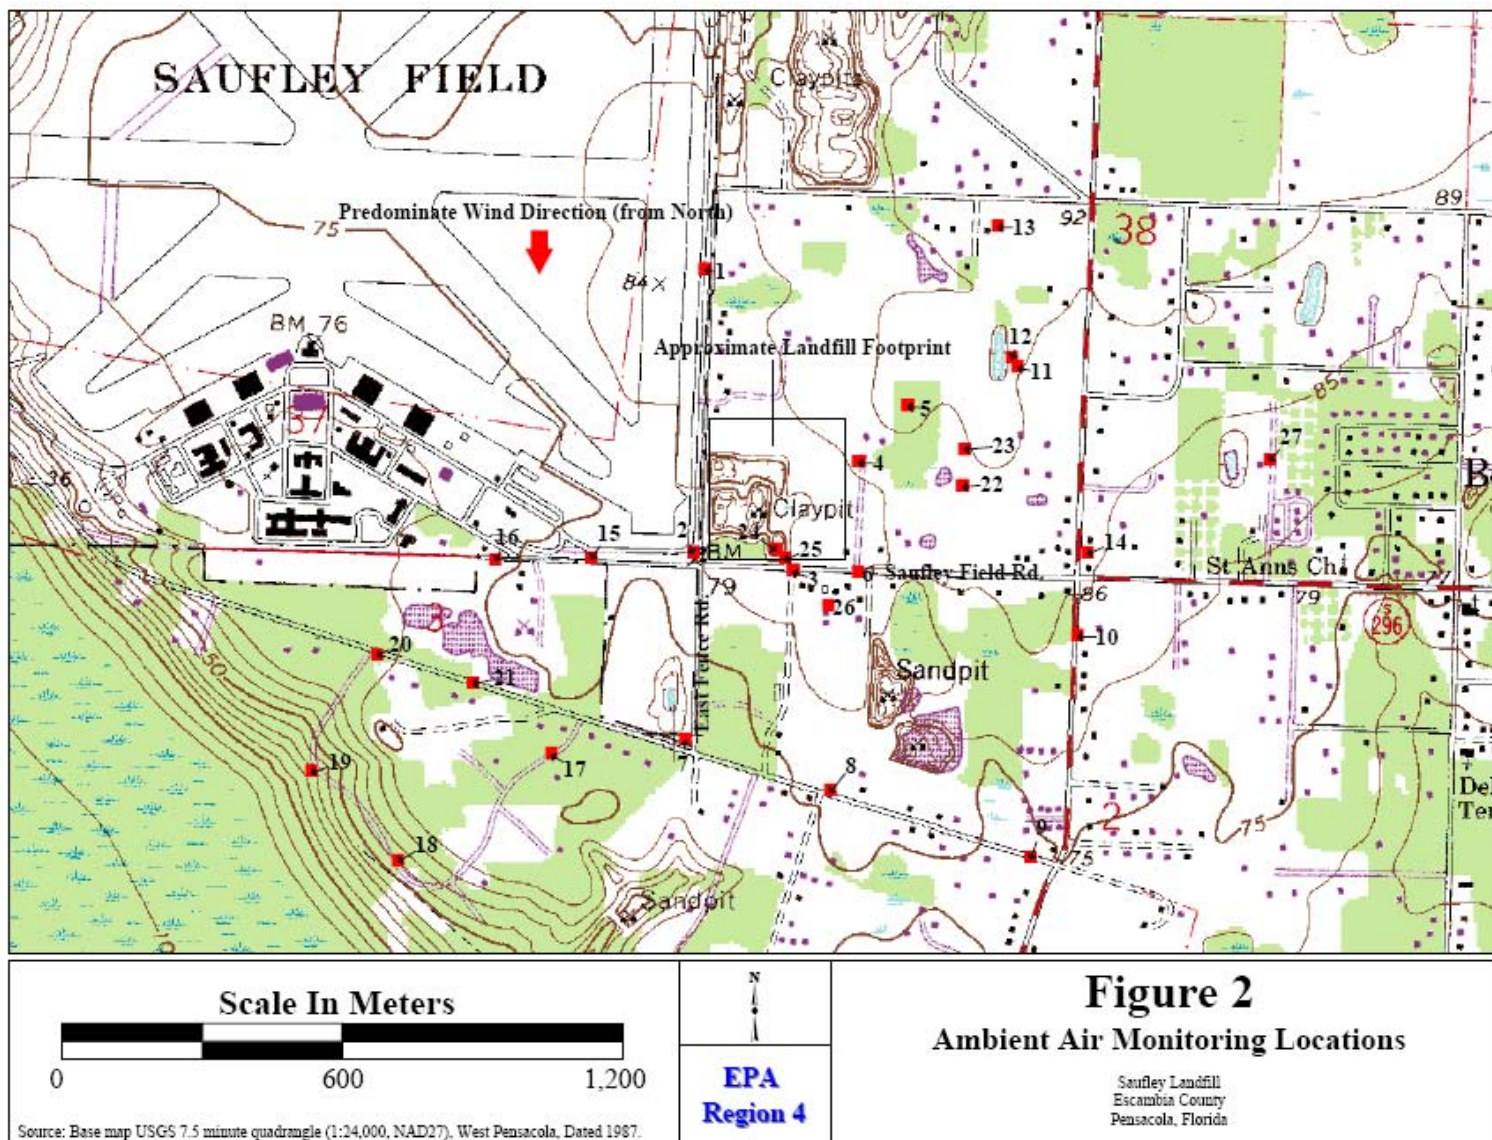 SAUFLEY FIELD
Claypits
Predominate Wind Direction (from North)
75
92
38
89
13
1
84
BM 76
12
Approximate Landfill Footprint
11
85
37
5
23
27
4
36
22
B
Claypit
24
16
15
2
BM
25
14
3
6
Saufley Field Rd.
St Anns Ch
79
86
79
77
26
S
296
10
50
20
Sandpit
21
East Fence Rd
7
17
19
8
Del
Ter
2
75
9
75
18
Sandpit
Scale In Meters
0
600
1,200
Source: Base map USGS 7.5 minute quadrangle (1:24,000, NAD27), West Pensacola, Dated 1987.
N
EPA
Region 4
Figure 2
Ambient Air Monitoring Locations
Saufley Landfill
Escambia County
Pensacola, Florida